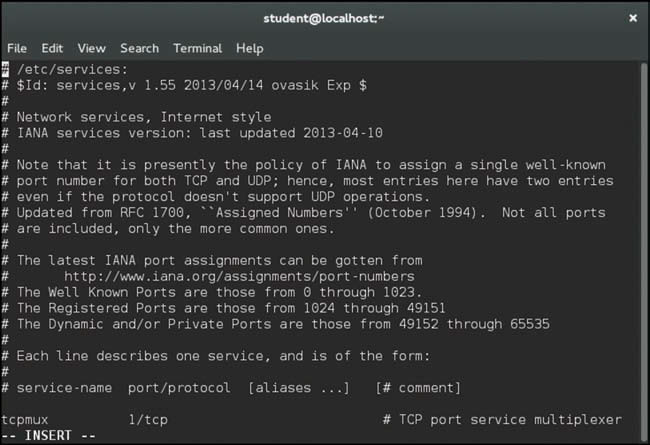 student@localhost:~
×
File Edit View Search Terminal Help
# /etc/services:
# $Id: services,v 1.55 2013/04/14 ovasik Exp $
#
# Network services, Internet style
# IANA services version: last updated 2013-04-10
#
# Note that it is presently the policy of IANA to assign a single well-known
# port number for both TCP and UDP; hence, most entries here have two entries
# even if the protocol doesn't support UDP operations.
# Updated from RFC 1700, ``Assigned Numbers'' (October 1994).  Not all ports
# are included, only the more common ones.
#
# The latest IANA port assignments can be gotten from
#       http://www.iana.org/assignments/port-numbers
# The Well Known Ports are those from 0 through 1023.
# The Registered Ports are those from 1024 through 49151
# The Dynamic and/or Private Ports are those from 49152 through 65535
#
# Each line describes one service, and is of the form:
#
# service-name  port/protocol  [aliases ...]   [# comment]

tcpmux          1/tcp                           # TCP port service multiplexer
-- INSERT --